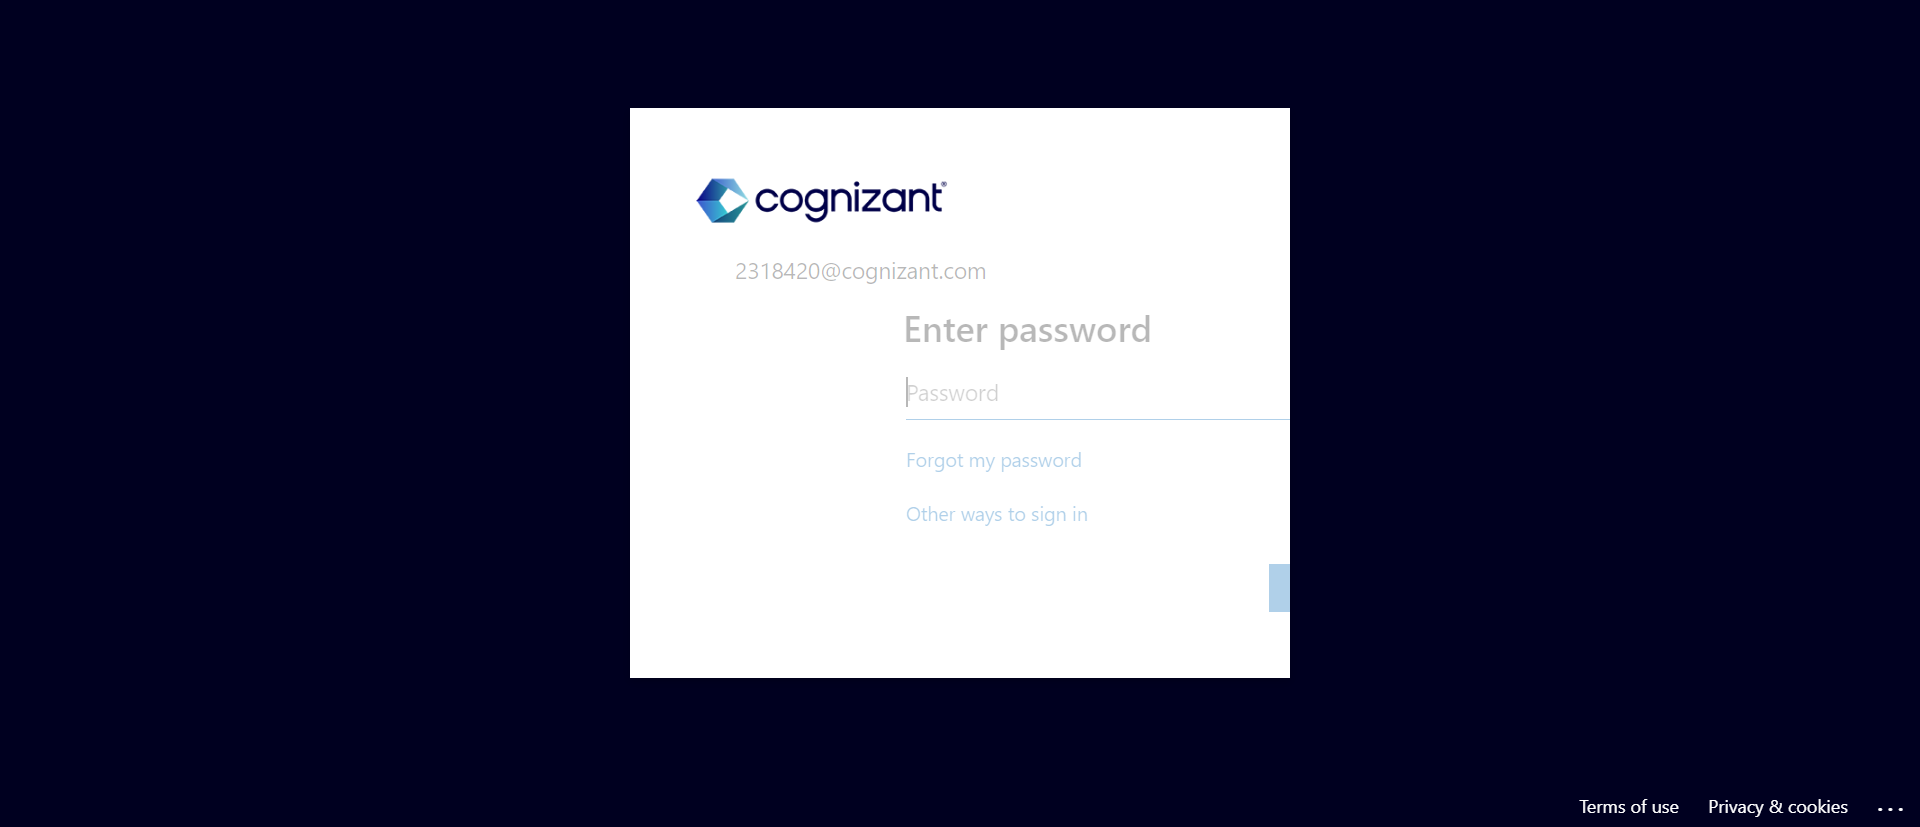 cognizant®
2318420@cognizant.com
Enter password
Password
Forgot my password
Other ways to sign in
Terms of use Privacy & cookies ...